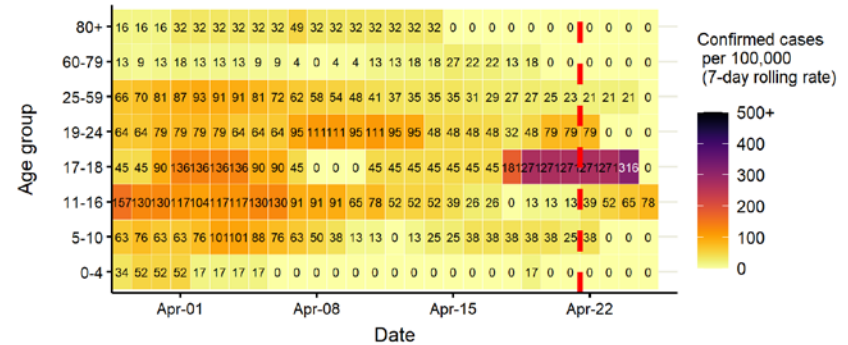 80+ 16 16 16 32 32 32 32 32 32 49 32 32 32 32 32 32 32 0 0 0 0 0 0 0 0 0 0 0
60-79 13 9 13 18 13 13 13 9 9 4 0 4 4 13 13 18 18 27 22 22 13 18 0 0 0 0 0 0
25-59 66 70 81 87 93 91 91 81 72 62 58 54 48 41 37 35 35 35 31 29 27 27 25 23 21 21 21 0
19-24 64 64 79 79 79 79 64 64 64 95 111 111 95 111 95 95 48 48 48 48 32 48 79 79 79 0 0 0
17-18 45 45 90 136 136 136 136 90 90 45 0 0 0 45 45 45 45 45 45 45 181 271 271 271 271 271 316 0
11-16 157 130 130 117 104 117 117 130 130 91 91 91 65 78 52 52 52 39 26 26 0 13 13 13 39 52 65 78
5-10 63 76 63 63 76 101 101 88 76 63 50 38 13 13 0 13 25 25 38 38 38 38 38 25 38 0 0 0
0-4 34 52 52 52 17 17 17 17 0 0 0 0 0 0 0 0 0 0 0 0 0 17 0 0 0 0 0 0
Age group
Apr-01 Apr-08 Apr-15 Apr-22
Date
Confirmed cases
per 100,000
(7-day rolling rate)
500+
400
300
200
100
0